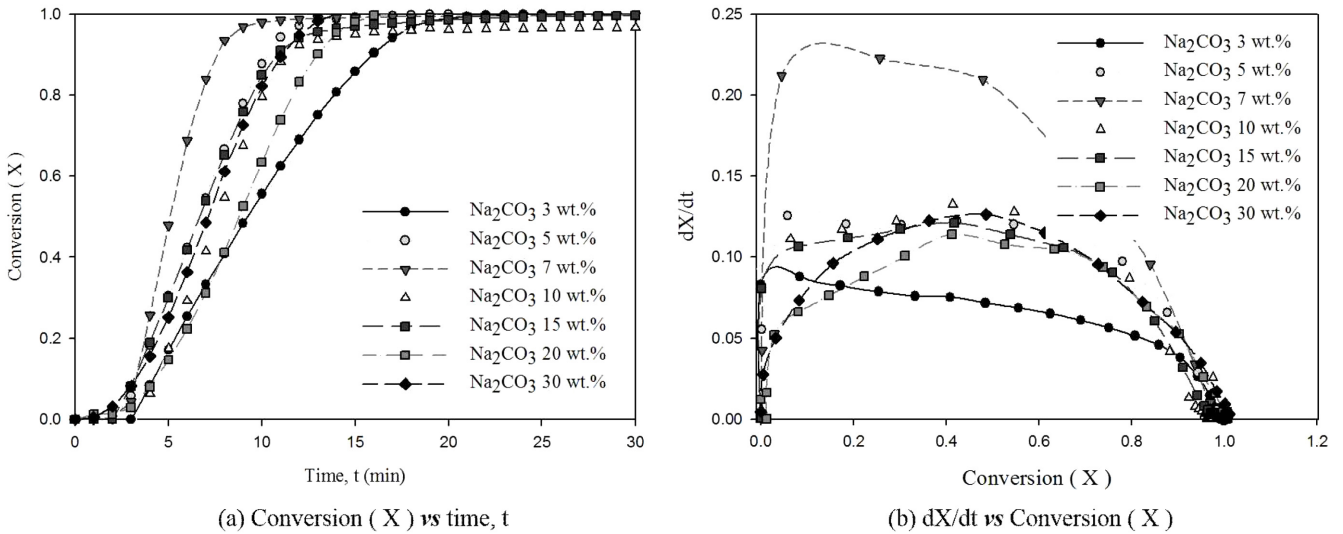 Conversion ( X )
1.0
0.8
0.6
0.4
0.2
0.0
0 5 10 15 20 25 30
Time, t (min)
Na2CO3 3 wt.%
Na2CO3 5 wt.%
Na2CO3 7 wt.%
Na2CO3 10 wt.%
Na2CO3 15 wt.%
Na2CO3 20 wt.%
Na2CO3 30 wt.%
(a) Conversion ( X ) vs time, t
dX/dt
0.25
0.20
0.15
0.10
0.05
0.00
0.0 0.2 0.4 0.6 0.8 1.0 1.2
Conversion ( X )
Na2CO3 3 wt.%
Na2CO3 5 wt.%
Na2CO3 7 wt.%
Na2CO3 10 wt.%
Na2CO3 15 wt.%
Na2CO3 20 wt.%
Na2CO3 30 wt.%
(b) dX/dt vs Conversion ( X )